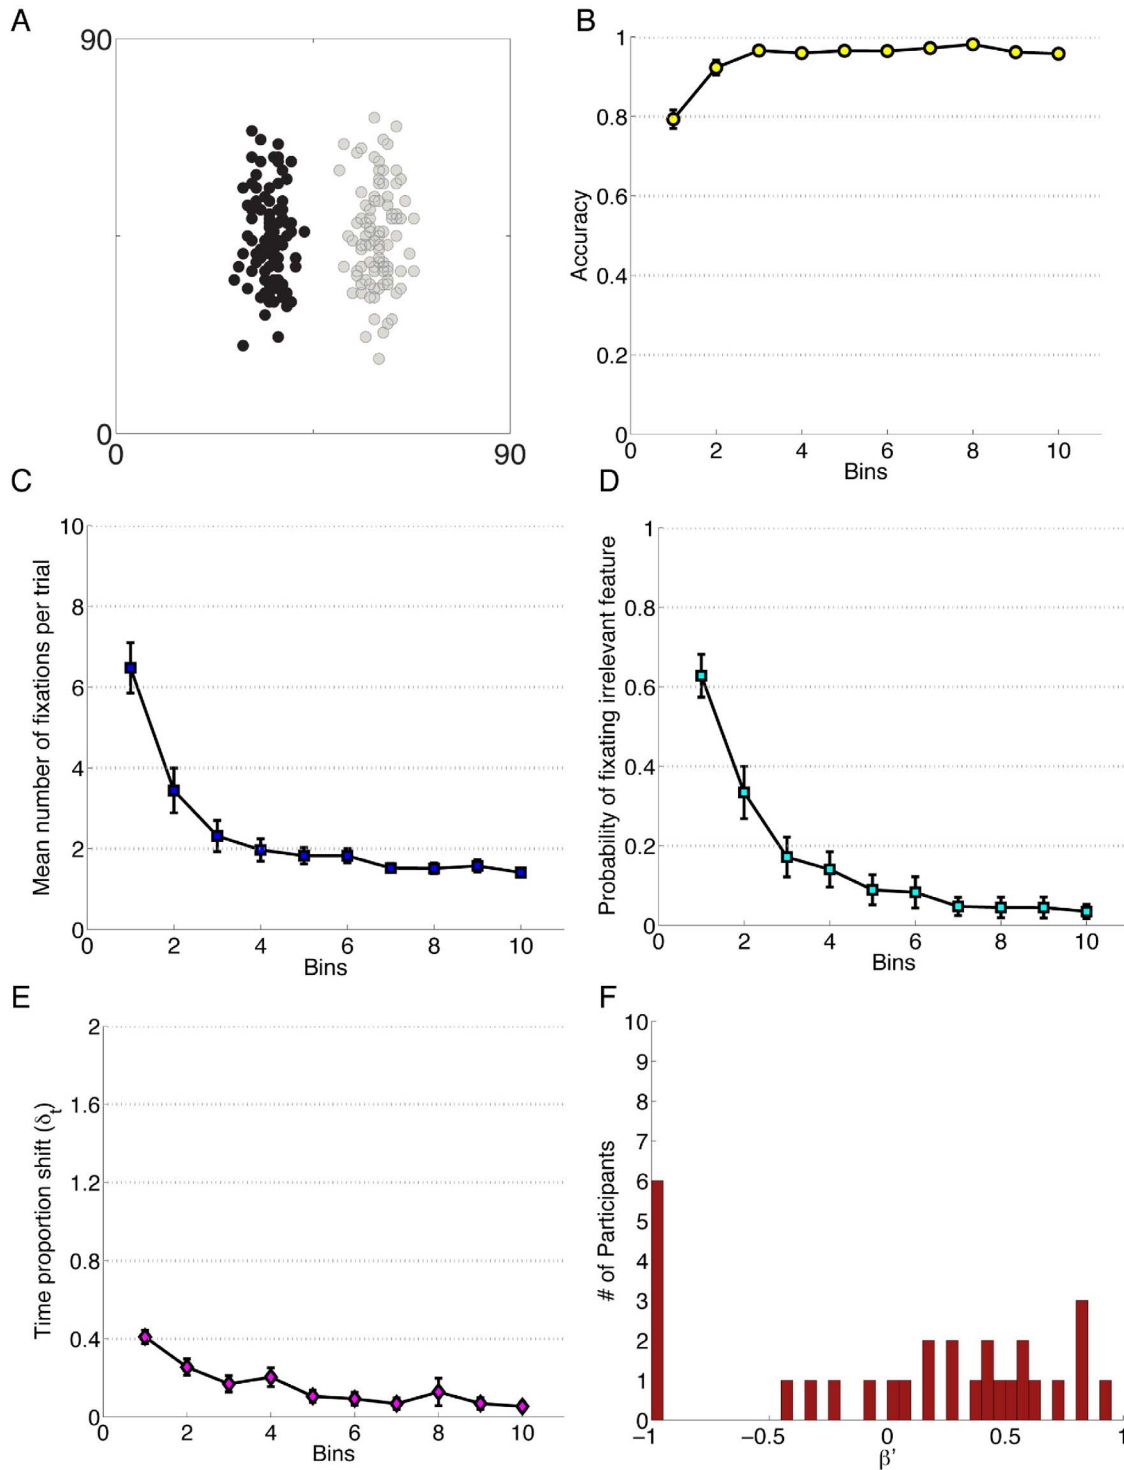 A
90
0
0
90
B
1
0.8
0.6
0.4
0.2
0
Accuracy
0 2 4 6 8 10
Bins
C
10
8
6
4
2
0
Mean number of fixations per trial
0 2 4 6 8 10
Bins
D
1
0.8
0.6
0.4
0.2
0
Probability of fixating irrelevant feature
0 2 4 6 8 10
Bins
E
2
1.6
1.2
0.8
0.4
0
Time proportion shift (δt)
0 2 4 6 8 10
Bins
F
10
9
8
7
6
5
4
3
2
1
0
# of Participants
−1 −0.5 0 0.5 1
β’